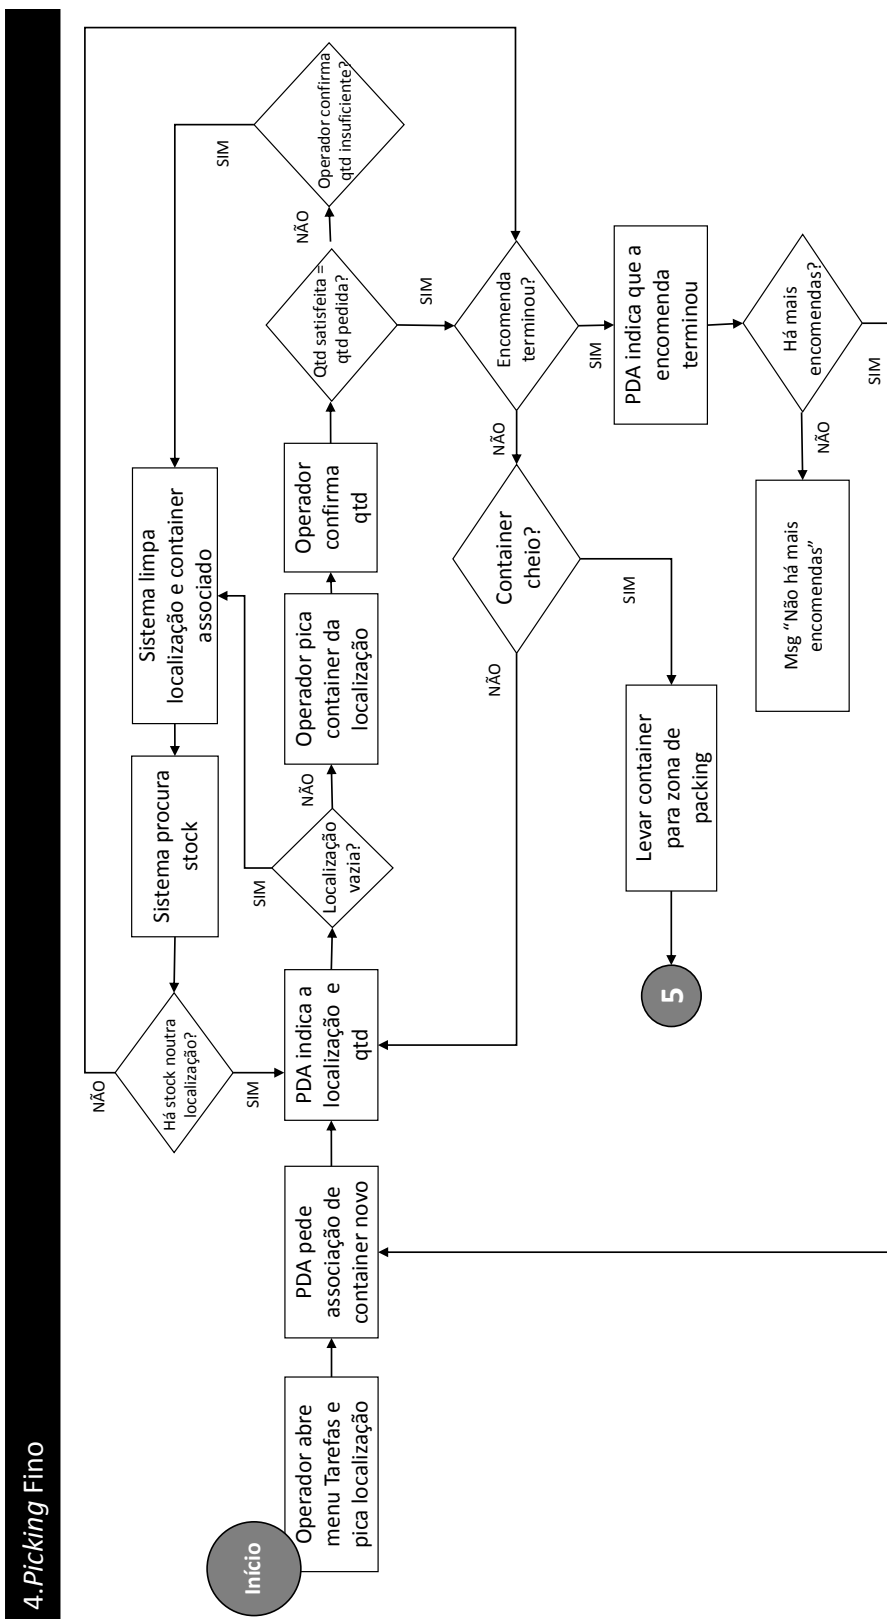 4.Picking Fino
Início
Operador abre
menu Tarefas e
pica localização
PDA pede
associação de
container novo
PDA indica a
localização e
qtd
Localização
vazia?
SIM
NÃO
Operador pica
container da
localização
Operador
confirma
qtd
Qtd satisfeita =
qtd pedida?
NÃO
SIM
Operador confirma
qtd insuficiente?
SIM
Sistema limpa
localização e container
associado
Sistema procura
stock
Há stock noutra
localização?
NÃO
SIM
Encomenda
terminou?
NÃO
SIM
Container
cheio?
NÃO
SIM
Levar container
para zona de
packing
5
PDA indica que a
encomenda
terminou
Há mais
encomendas?
NÃO
SIM
Msg “Não há mais
encomendas”